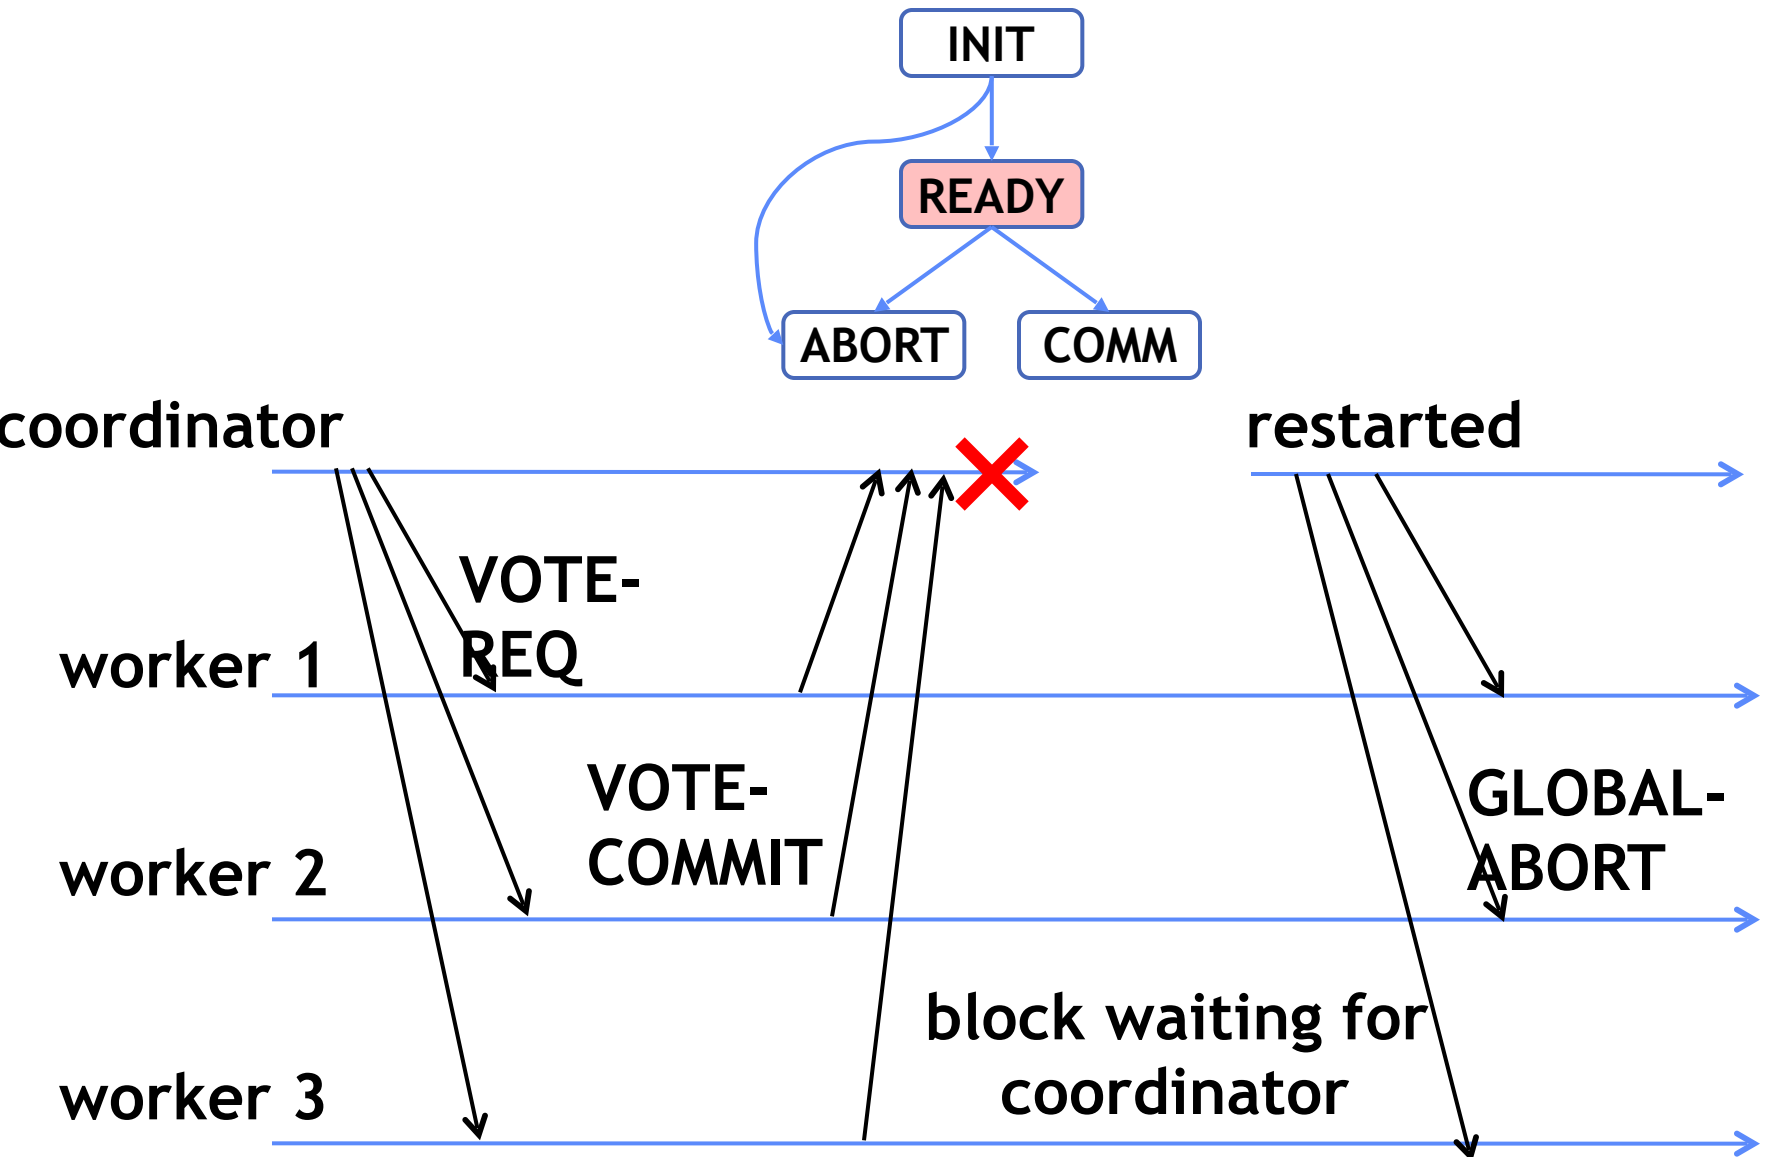 INIT
READY
ABORT
COMM
coordinator
restarted
VOTE-
REQ
worker 1
VOTE-
COMMIT
GLOBAL-
ABORT
worker 2
block waiting for
coordinator
worker 3